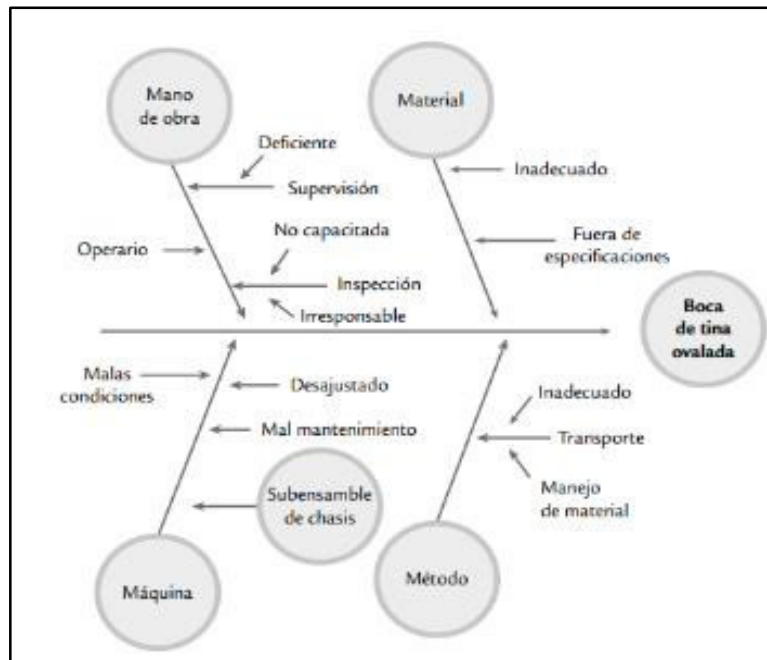 Mano
de obra
Material
Deficiente
Supervisión
Inadecuado
No capacitada
Operario
Fuera de
especificaciones
Inspección
Irresponsable
Boca
de tina
ovalada
Malas
condiciones
Desajustado
Inadecuado
Mal mantenimiento
Transporte
Subensamble
de chasis
Manejo
de material
Máquina
Método